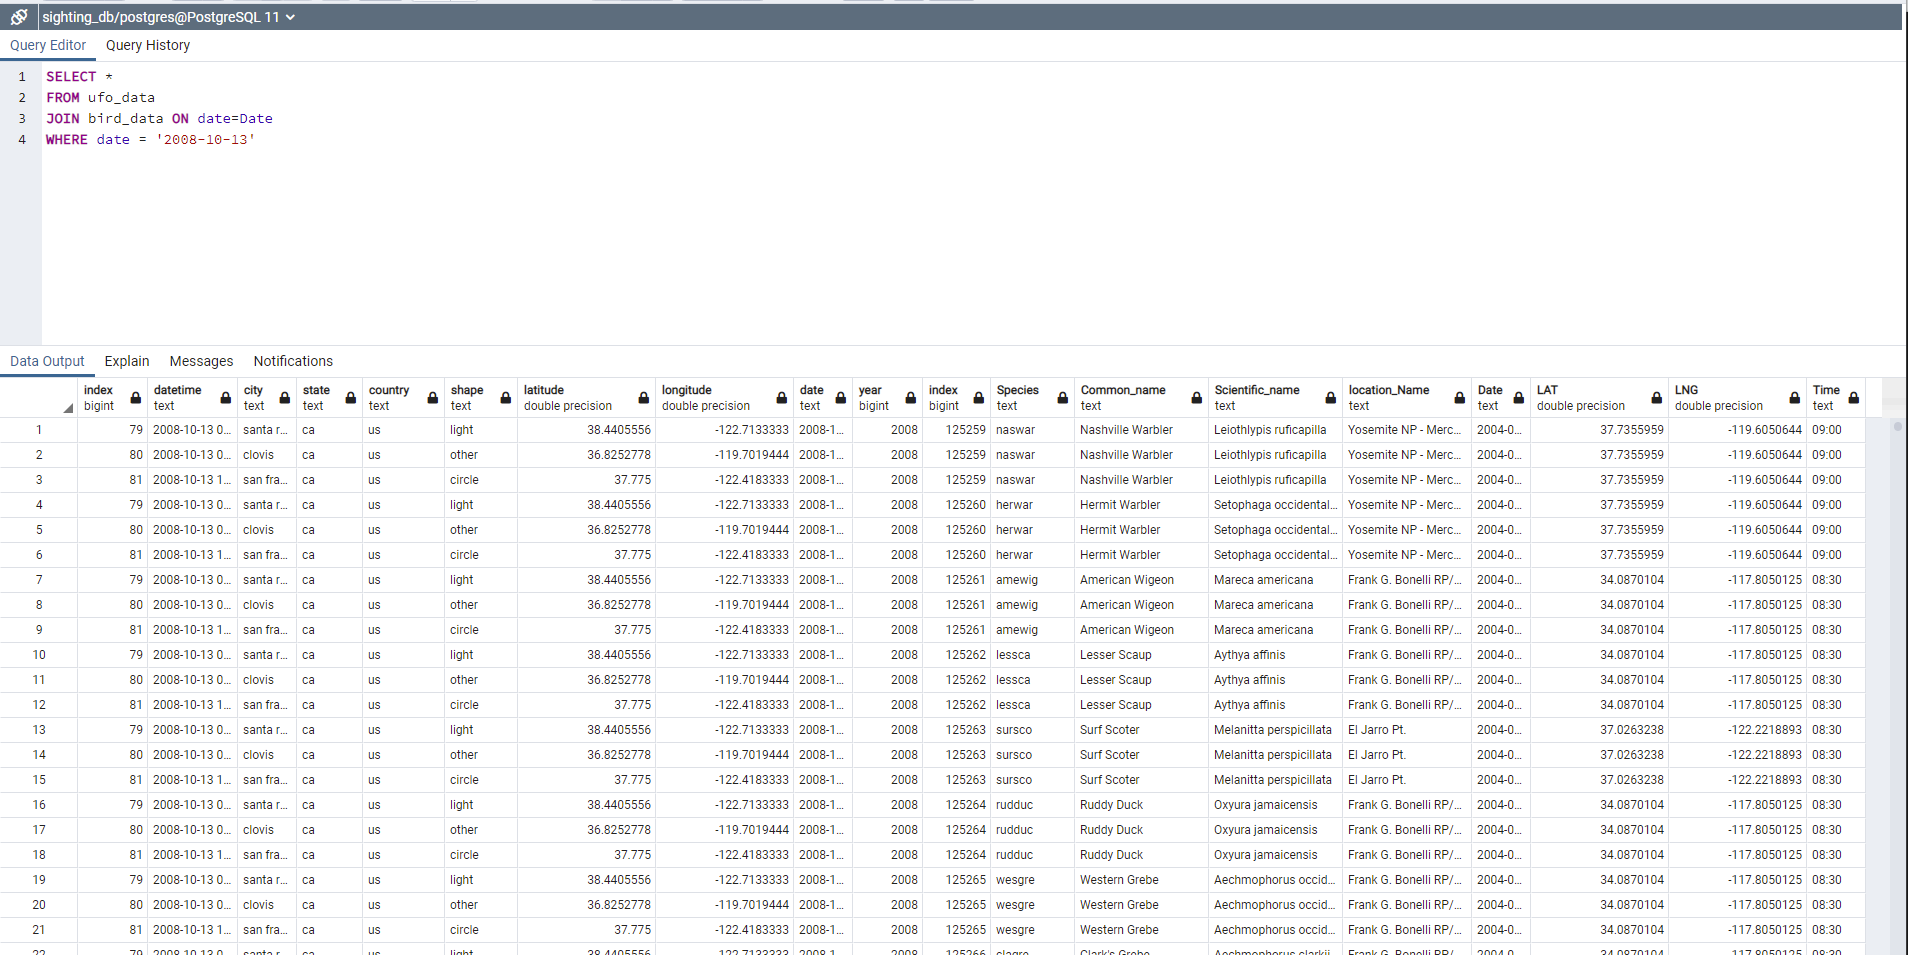 sighting_db/postgres@PostgreSQL 11
Query Editor Query History
1 SELECT *
2 FROM ufo_data
3 JOIN bird_data ON date=Date
4 WHERE date = '2008-10-13'
Data Output Explain Messages Notifications
index datetime city state country shape latitude longitude date year index Species Common_name Scientific_name location_Name Date LAT LNG Time
bigint text text text text text double precision double precision text bigint bigint text text text text text double precision double precision text
1 79 2008-10-13 0... santa r... ca us light 38.4405556 -122.7133333 2008-1... 2008 125259 naswar Nashville Warbler Leiothlypis ruficapilla Yosemite NP - Merc... 2004-0... 37.7355959 -119.6050644 09:00
2 80 2008-10-13 0... clovis ca us other 36.8252778 -119.7019444 2008-1... 2008 125259 naswar Nashville Warbler Leiothlypis ruficapilla Yosemite NP - Merc... 2004-0... 37.7355959 -119.6050644 09:00
3 81 2008-10-13 1... san fra... ca us circle 37.775 -122.4183333 2008-1... 2008 125259 naswar Nashville Warbler Leiothlypis ruficapilla Yosemite NP - Merc... 2004-0... 37.7355959 -119.6050644 09:00
4 79 2008-10-13 0... santa r... ca us light 38.4405556 -122.7133333 2008-1... 2008 125260 herwar Hermit Warbler Setophaga occidental... Yosemite NP - Merc... 2004-0... 37.7355959 -119.6050644 09:00
5 80 2008-10-13 0... clovis ca us other 36.8252778 -119.7019444 2008-1... 2008 125260 herwar Hermit Warbler Setophaga occidental... Yosemite NP - Merc... 2004-0... 37.7355959 -119.6050644 09:00
6 81 2008-10-13 1... san fra... ca us circle 37.775 -122.4183333 2008-1... 2008 125260 herwar Hermit Warbler Setophaga occidental... Yosemite NP - Merc... 2004-0... 37.7355959 -119.6050644 09:00
7 79 2008-10-13 0... santa r... ca us light 38.4405556 -122.7133333 2008-1... 2008 125261 amewig American Wigeon Mareca americana Frank G. Bonelli RP/... 2004-0... 34.0870104 -117.8050125 08:30
8 80 2008-10-13 0... clovis ca us other 36.8252778 -119.7019444 2008-1... 2008 125261 amewig American Wigeon Mareca americana Frank G. Bonelli RP/... 2004-0... 34.0870104 -117.8050125 08:30
9 81 2008-10-13 1... san fra... ca us circle 37.775 -122.4183333 2008-1... 2008 125261 amewig American Wigeon Mareca americana Frank G. Bonelli RP/... 2004-0... 34.0870104 -117.8050125 08:30
10 79 2008-10-13 0... santa r... ca us light 38.4405556 -122.7133333 2008-1... 2008 125262 lessca Lesser Scaup Aythya affinis Frank G. Bonelli RP/... 2004-0... 34.0870104 -117.8050125 08:30
11 80 2008-10-13 0... clovis ca us other 36.8252778 -119.7019444 2008-1... 2008 125262 lessca Lesser Scaup Aythya affinis Frank G. Bonelli RP/... 2004-0... 34.0870104 -117.8050125 08:30
12 81 2008-10-13 1... san fra... ca us circle 37.775 -122.4183333 2008-1... 2008 125262 lessca Lesser Scaup Aythya affinis Frank G. Bonelli RP/... 2004-0... 34.0870104 -117.8050125 08:30
13 79 2008-10-13 0... santa r... ca us light 38.4405556 -122.7133333 2008-1... 2008 125263 sursco Surf Scoter Melanitta perspicillata El Jarro Pt. 2004-0... 37.0263238 -122.2218893 08:30
14 80 2008-10-13 0... clovis ca us other 36.8252778 -119.7019444 2008-1... 2008 125263 sursco Surf Scoter Melanitta perspicillata El Jarro Pt. 2004-0... 37.0263238 -122.2218893 08:30
15 81 2008-10-13 1... san fra... ca us circle 37.775 -122.4183333 2008-1... 2008 125263 sursco Surf Scoter Melanitta perspicillata El Jarro Pt. 2004-0... 37.0263238 -122.2218893 08:30
16 79 2008-10-13 0... santa r... ca us light 38.4405556 -122.7133333 2008-1... 2008 125264 rudduc Ruddy Duck Oxyura jamaicensis Frank G. Bonelli RP/... 2004-0... 34.0870104 -117.8050125 08:30
17 80 2008-10-13 0... clovis ca us other 36.8252778 -119.7019444 2008-1... 2008 125264 rudduc Ruddy Duck Oxyura jamaicensis Frank G. Bonelli RP/... 2004-0... 34.0870104 -117.8050125 08:30
18 81 2008-10-13 1... san fra... ca us circle 37.775 -122.4183333 2008-1... 2008 125264 rudduc Ruddy Duck Oxyura jamaicensis Frank G. Bonelli RP/... 2004-0... 34.0870104 -117.8050125 08:30
19 79 2008-10-13 0... santa r... ca us light 38.4405556 -122.7133333 2008-1... 2008 125265 wesgre Western Grebe Aechmophorus occid... Frank G. Bonelli RP/... 2004-0... 34.0870104 -117.8050125 08:30
20 80 2008-10-13 0... clovis ca us other 36.8252778 -119.7019444 2008-1... 2008 125265 wesgre Western Grebe Aechmophorus occid... Frank G. Bonelli RP/... 2004-0... 34.0870104 -117.8050125 08:30
21 81 2008-10-13 1... san fra... ca us circle 37.775 -122.4183333 2008-1... 2008 125265 wesgre Western Grebe Aechmophorus occid... Frank G. Bonelli RP/... 2004-0... 34.0870104 -117.8050125 08:30